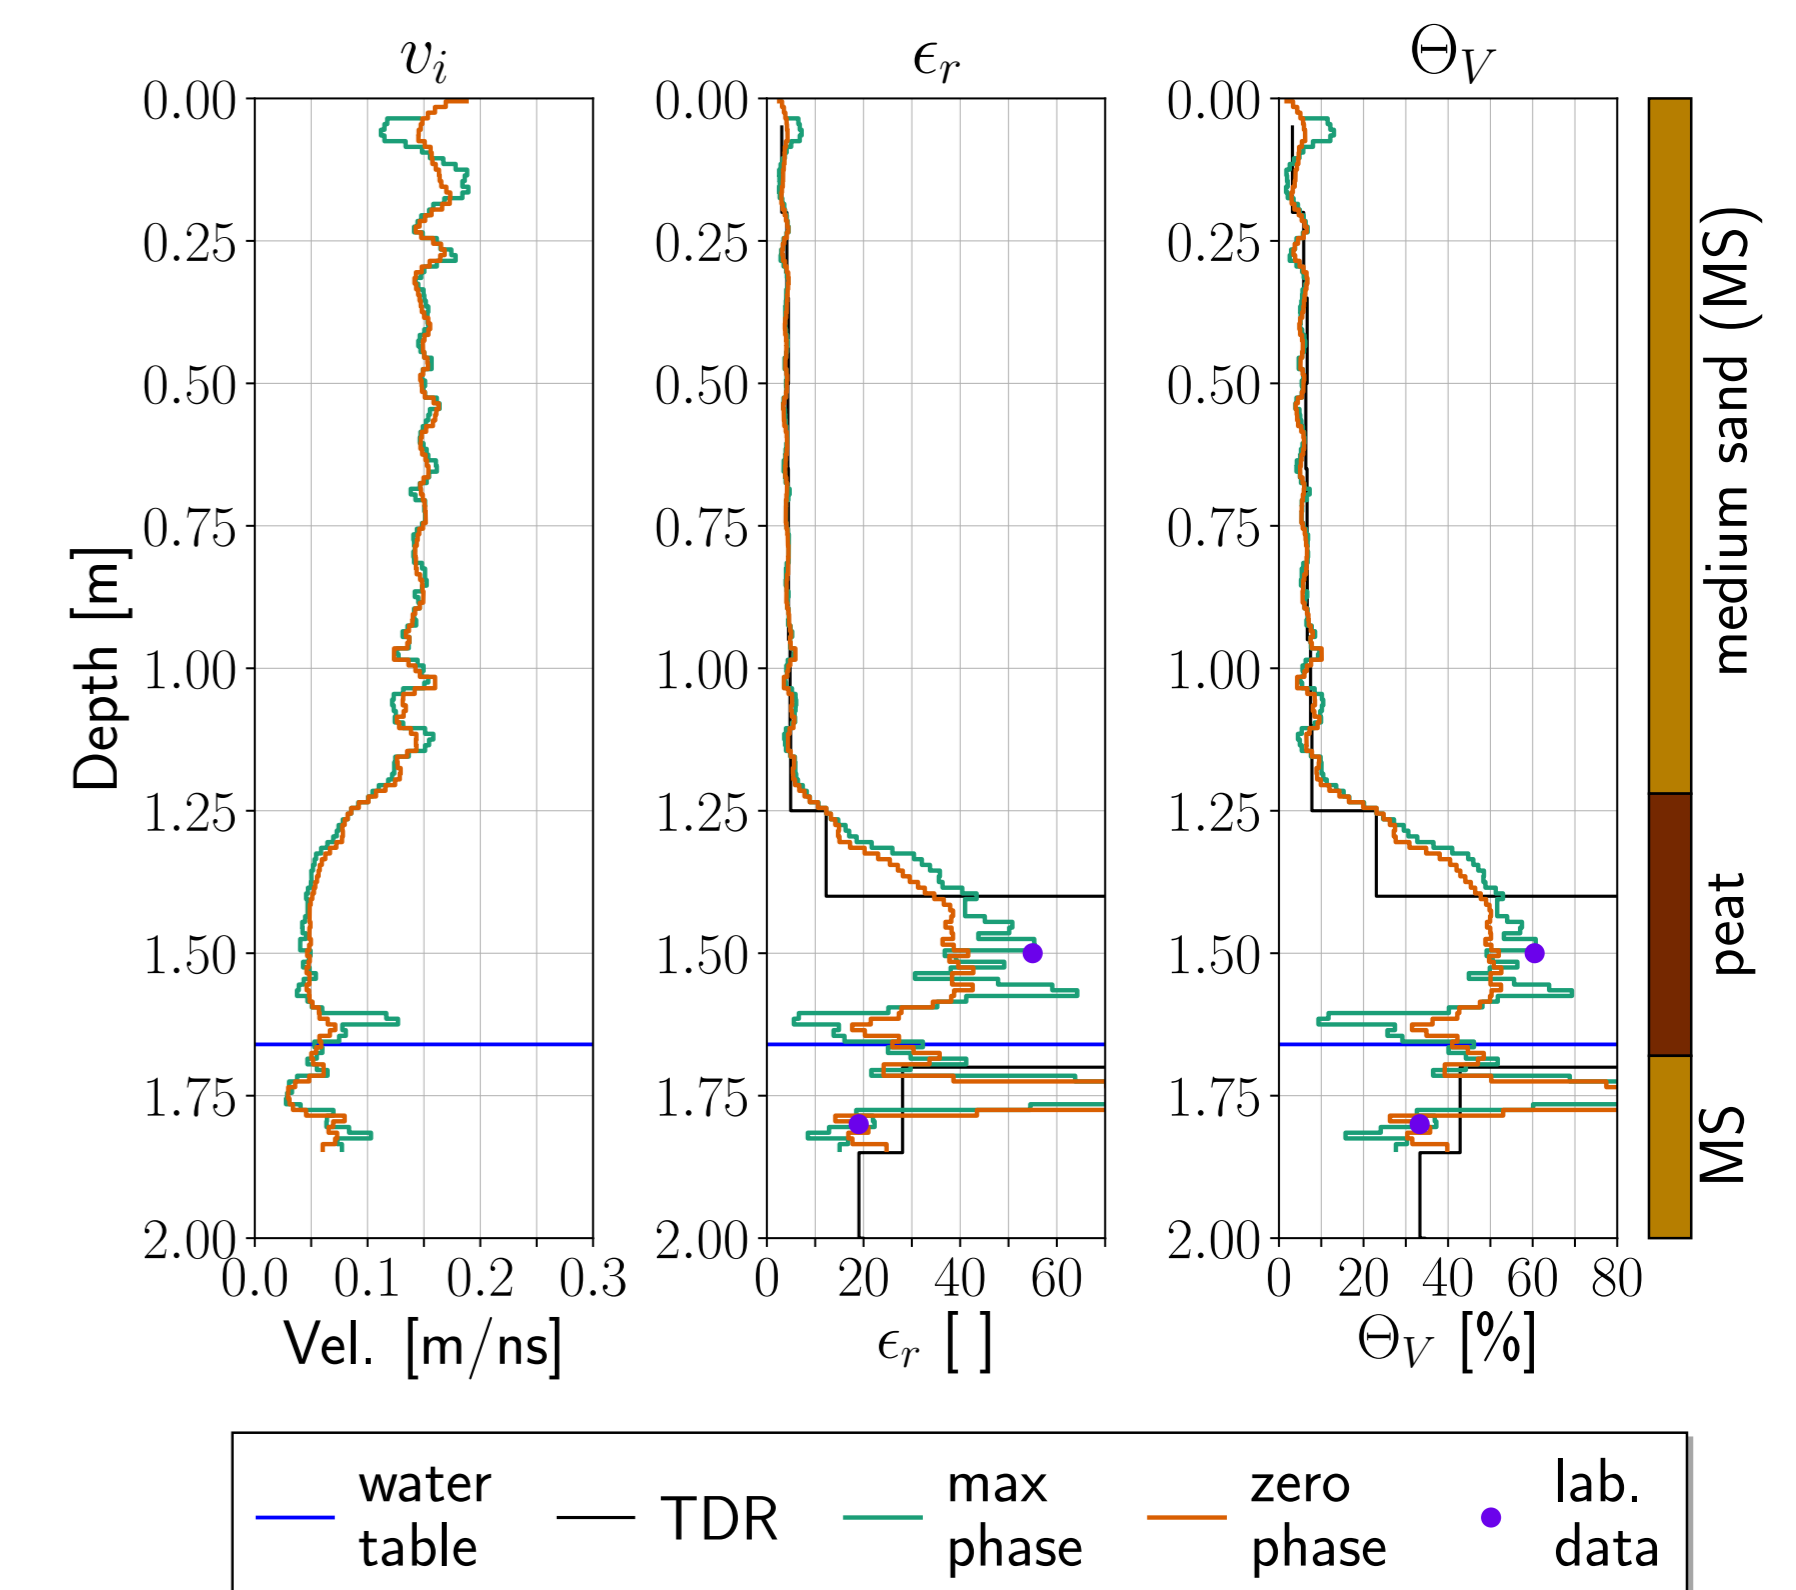 v_i
ϵ_r
Θ_V
0.00
0.25
0.50
0.75
1.00
1.25
1.50
1.75
2.00
0.00
0.25
0.50
0.75
1.00
1.25
1.50
1.75
2.00
0.00
0.25
0.50
0.75
1.00
1.25
1.50
1.75
2.00
Depth [m]
0.0 0.1 0.2 0.3
0 20 40 60
0 20 40 60 80
Vel. [m/ns]
ϵ_r [ ]
Θ_V [%]
medium sand (MS)
peat
MS
water
table
TDR
max
phase
zero
phase
lab.
data